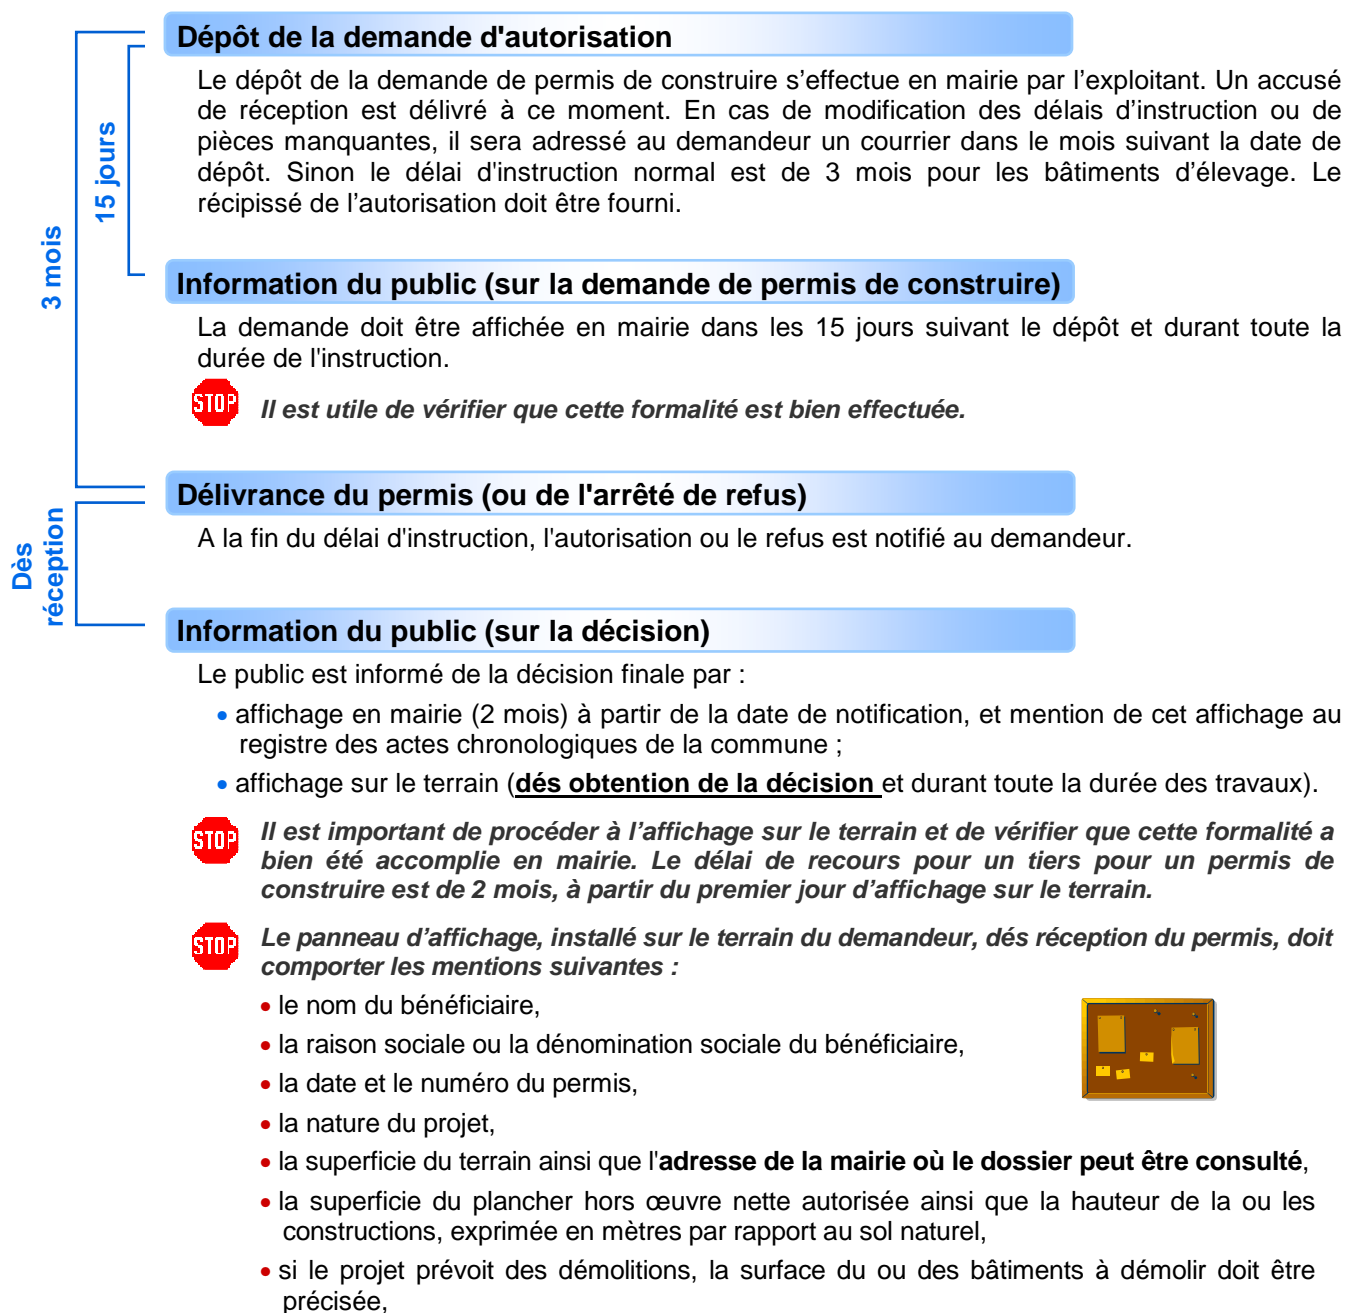 Dépôt de la demande d'autorisation
Le dépôt de la demande de permis de construire s’effectue en mairie par l’exploitant. Un accusé
de réception est délivré à ce moment. En cas de modification des délais d’instruction ou de
pièces manquantes, il sera adressé au demandeur un courrier dans le mois suivant la date de
dépôt. Sinon le délai d'instruction normal est de 3 mois pour les bâtiments d’élevage. Le
récipissé de l’autorisation doit être fourni.
15 jours
3 mois
Information du public (sur la demande de permis de construire)
La demande doit être affichée en mairie dans les 15 jours suivant le dépôt et durant toute la
durée de l'instruction.
STOP Il est utile de vérifier que cette formalité est bien effectuée.
Délivrance du permis (ou de l'arrêté de refus)
A la fin du délai d'instruction, l'autorisation ou le refus est notifié au demandeur.
Dès
réception
Information du public (sur la décision)
Le public est informé de la décision finale par :
• affichage en mairie (2 mois) à partir de la date de notification, et mention de cet affichage au
registre des actes chronologiques de la commune ;
• affichage sur le terrain (dés obtention de la décision et durant toute la durée des travaux).
STOP Il est important de procéder à l’affichage sur le terrain et de vérifier que cette formalité a
bien été accomplie en mairie. Le délai de recours pour un tiers pour un permis de
construire est de 2 mois, à partir du premier jour d’affichage sur le terrain.
STOP Le panneau d’affichage, installé sur le terrain du demandeur, dés réception du permis, doit
comporter les mentions suivantes :
• le nom du bénéficiaire,
• la raison sociale ou la dénomination sociale du bénéficiaire,
• la date et le numéro du permis,
• la nature du projet,
• la superficie du terrain ainsi que l'adresse de la mairie où le dossier peut être consulté,
• la superficie du plancher hors œuvre nette autorisée ainsi que la hauteur de la ou les
constructions, exprimée en mètres par rapport au sol naturel,
• si le projet prévoit des démolitions, la surface du ou des bâtiments à démolir doit être
précisée,